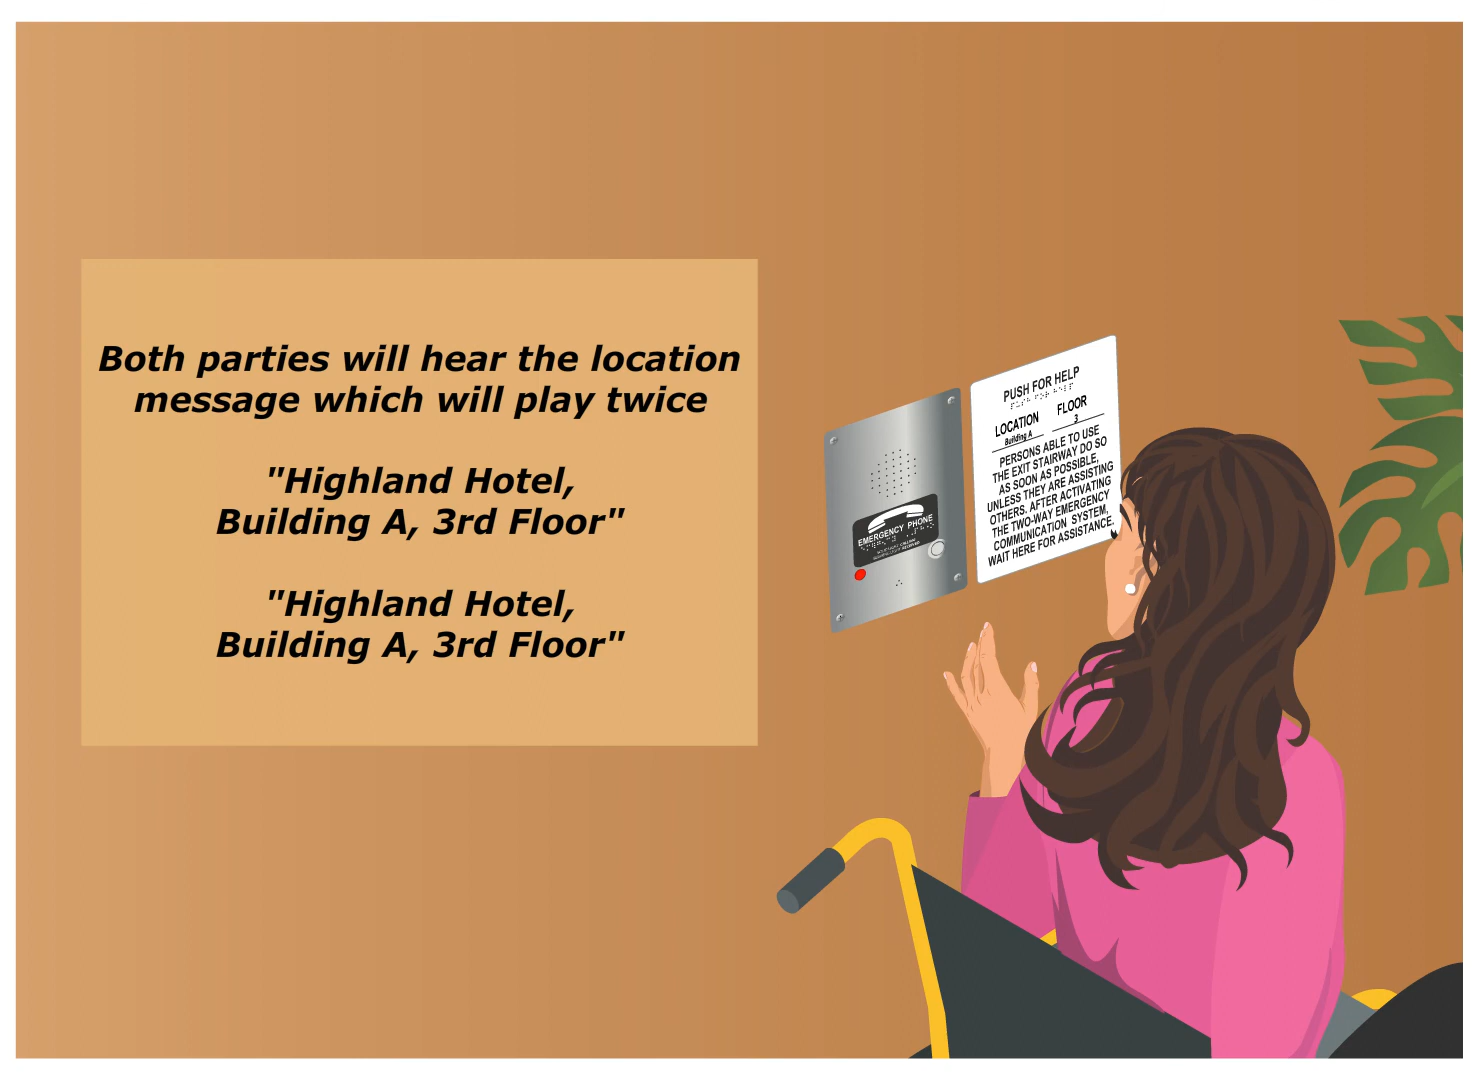 Both parties will hear the location
message which will play twice
"Highland Hotel,
Building A, 3rd Floor"
"Highland Hotel,
Building A, 3rd Floor"
EMERGENCY PHONE
PUSH FOR HELP
LOCATION FLOOR
Building A 3
PERSONS ABLE TO USE
THE EXIT STAIRWAY DO SO
AS SOON AS POSSIBLE,
UNLESS THEY ARE ASSISTING
OTHERS. AFTER ACTIVATING
THE TWO-WAY EMERGENCY
COMMUNICATION SYSTEM,
WAIT HERE FOR ASSISTANCE.